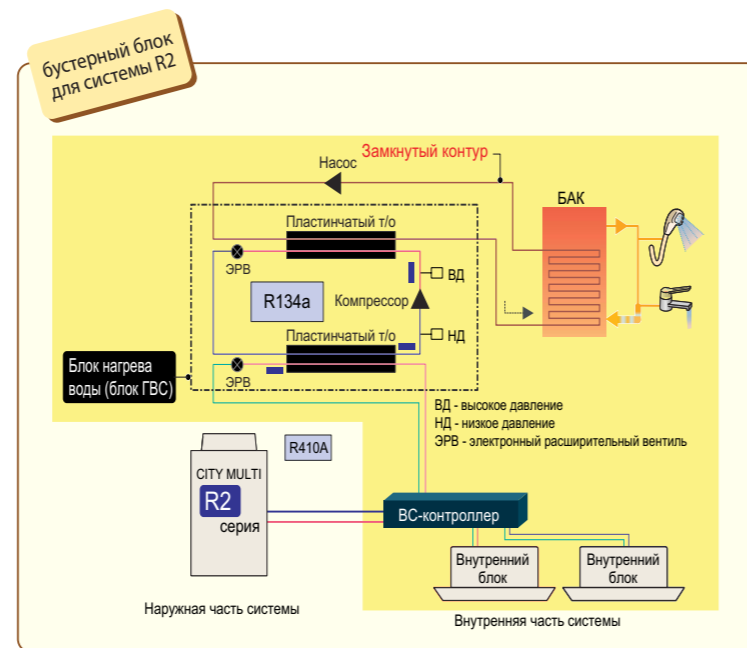 бустерный блок
для системы R2
Замкнутый контур
Насос
БАК
Пластинчатый т/о
ЭРВ
ВД
R134a
Компрессор
Пластинчатый т/о
НД
ЭРВ
Блок нагрева
воды (блок ГВС)
ВД - высокое давление
НД - низкое давление
ЭРВ - электронный расширительный вентиль
R410A
CITY MULTI
R2
серия
ВС-контроллер
Внутренний
блок
Внутренний
блок
Наружная часть системы
Внутренняя часть системы